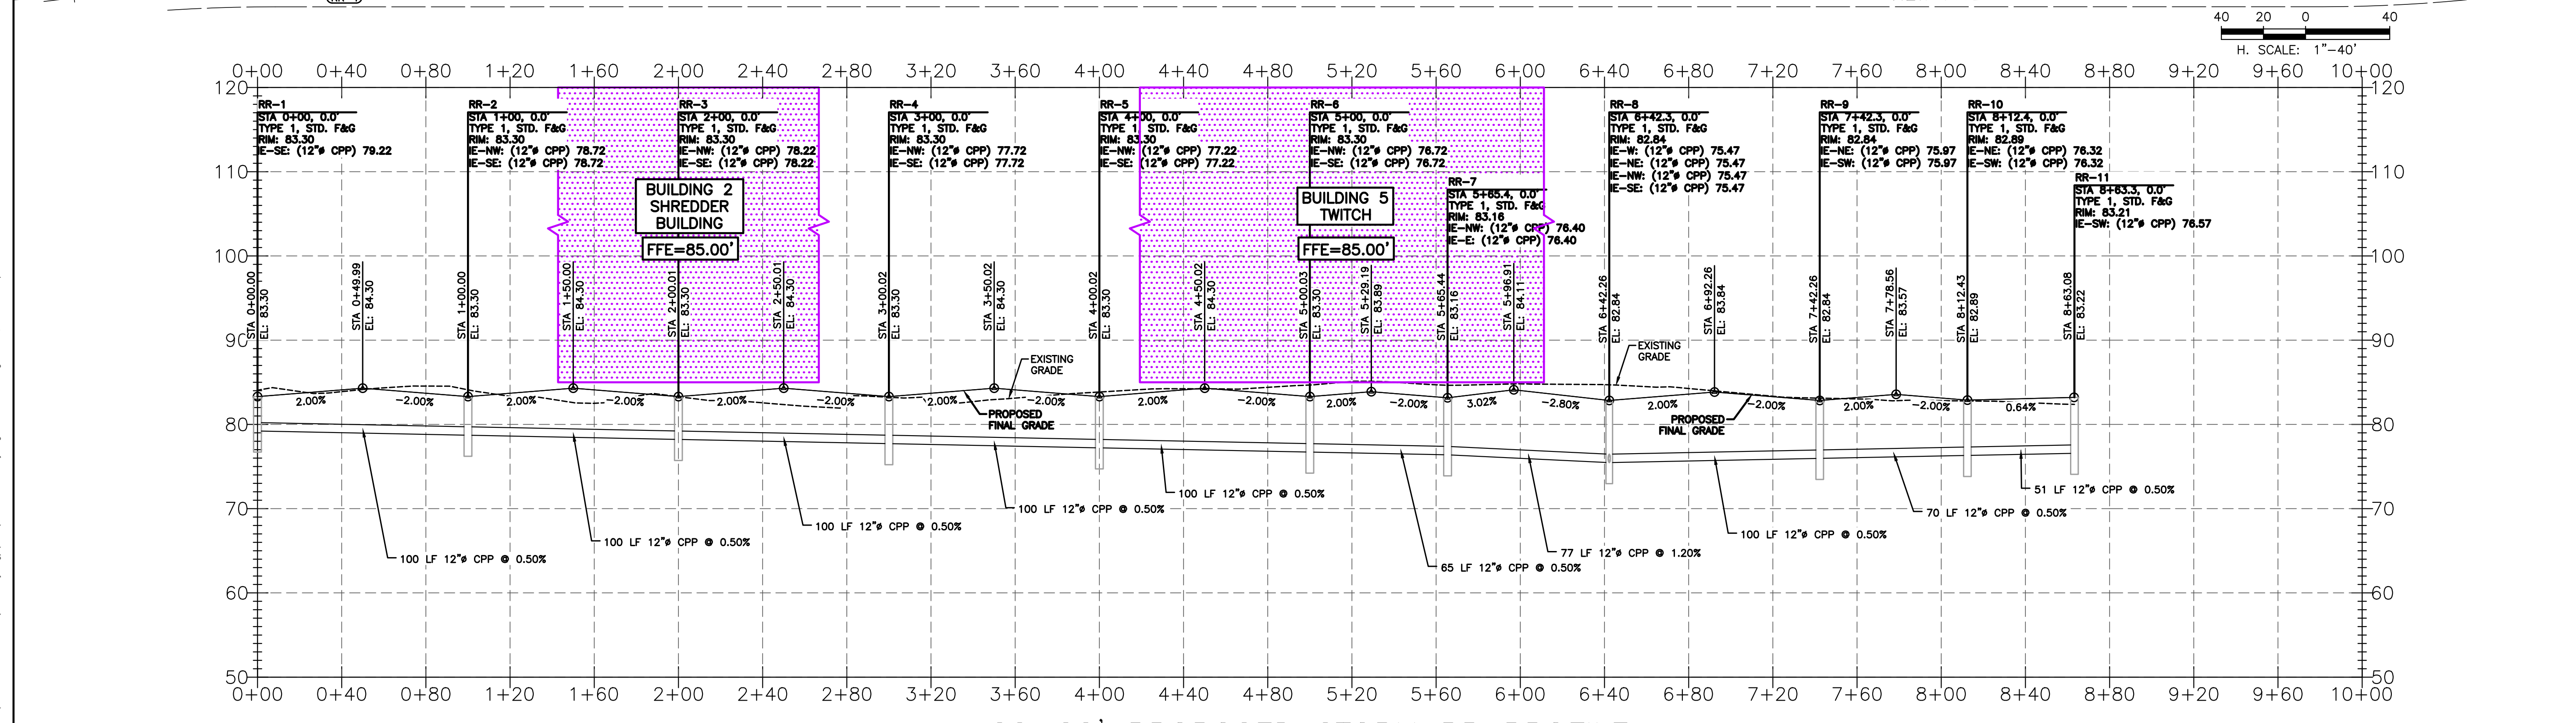 40 20 0 40
H. SCALE: 1"-40'
0+00 0+40 0+80 1+20 1+60 2+00 2+40 2+80 3+20 3+60 4+00 4+40 4+80 5+20 5+60 6+00 6+40 6+80 7+20 7+60 8+00 8+40 8+80 9+20 9+60 10+00
120 120
110 110
100 100
90 90
80 80
70 70
60 60
50 50
RR-1
STA 0+00, 0.0'
TYPE 1, STD. F&G
RIM: 83.30
IE-SE: (12"ø CPP) 79.22
RR-2
STA 1+00, 0.0'
TYPE 1, STD. F&G
RIM: 83.30
IE-NW: (12"ø CPP) 78.72
IE-SE: (12"ø CPP) 78.72
RR-3
STA 2+00, 0.0'
TYPE 1, STD. F&G
RIM: 83.30
IE-NW: (12"ø CPP) 78.22
IE-SE: (12"ø CPP) 78.22
BUILDING 2
SHREDDER
BUILDING
FFE=85.00'
RR-4
STA 3+00, 0.0'
TYPE 1, STD. F&G
RIM: 83.30
IE-NW: (12"ø CPP) 77.72
IE-SE: (12"ø CPP) 77.72
RR-5
STA 4+00, 0.0'
TYPE 1, STD. F&G
RIM: 83.30
IE-NW: (12"ø CPP) 77.22
IE-SE: (12"ø CPP) 77.22
RR-6
STA 5+00, 0.0'
TYPE 1, STD. F&G
RIM: 83.30
IE-NW: (12"ø CPP) 76.72
IE-SE: (12"ø CPP) 76.72
BUILDING 5
TWITCH
FFE=85.00'
RR-7
STA 5+65.4, 0.0'
TYPE 1, STD. F&G
RIM: 83.16
IE-NW: (12"ø CPP) 76.40
IE-E: (12"ø CPP) 76.40
RR-8
STA 6+42.3, 0.0'
TYPE 1, STD. F&G
RIM: 82.84
IE-W: (12"ø CPP) 75.47
IE-NE: (12"ø CPP) 75.47
IE-NW: (12"ø CPP) 75.47
IE-SE: (12"ø CPP) 75.47
RR-9
STA 7+42.3, 0.0'
TYPE 1, STD. F&G
RIM: 82.84
IE-NE: (12"ø CPP) 75.97
IE-SW: (12"ø CPP) 75.97
RR-10
STA 8+12.4, 0.0'
TYPE 1, STD. F&G
RIM: 82.89
IE-NE: (12"ø CPP) 76.32
IE-SW: (12"ø CPP) 76.32
RR-11
STA 8+63.3, 0.0'
TYPE 1, STD. F&G
RIM: 83.21
IE-SW: (12"ø CPP) 76.57
STA 0+00.00
EL: 83.30
STA 0+49.99
EL: 84.30
STA 1+00.00
EL: 83.30
STA 1+50.00
EL: 84.30
STA 2+00.01
EL: 83.30
STA 2+50.01
EL: 84.30
STA 3+00.02
EL: 83.30
STA 3+50.02
EL: 84.30
STA 4+00.02
EL: 83.30
STA 4+50.02
EL: 84.30
STA 5+00.03
EL: 83.30
STA 5+29.19
EL: 83.89
STA 5+65.44
EL: 83.16
STA 5+96.91
EL: 84.11
STA 6+42.26
EL: 82.84
STA 6+92.26
EL: 83.84
STA 7+42.26
EL: 82.84
STA 7+78.56
EL: 83.57
STA 8+12.43
EL: 82.89
STA 8+63.08
EL: 83.22
EXISTING
GRADE
EXISTING
GRADE
2.00% -2.00% 2.00% -2.00% 2.00% -2.00% 2.00% -2.00% 2.00% -2.00% 2.00% -2.00% 3.02% -2.80% 2.00% -2.00% 2.00% -2.00% 0.64%
PROPOSED
FINAL GRADE
PROPOSED
FINAL GRADE
100 LF 12"ø CPP @ 0.50%
100 LF 12"ø CPP @ 0.50%
100 LF 12"ø CPP @ 0.50%
100 LF 12"ø CPP @ 0.50%
100 LF 12"ø CPP @ 0.50%
65 LF 12"ø CPP @ 0.50%
77 LF 12"ø CPP @ 1.20%
100 LF 12"ø CPP @ 0.50%
70 LF 12"ø CPP @ 0.50%
51 LF 12"ø CPP @ 0.50%
0+00 0+40 0+80 1+20 1+60 2+00 2+40 2+80 3+20 3+60 4+00 4+40 4+80 5+20 5+60 6+00 6+40 6+80 7+20 7+60 8+00 8+40 8+80 9+20 9+60 10+00